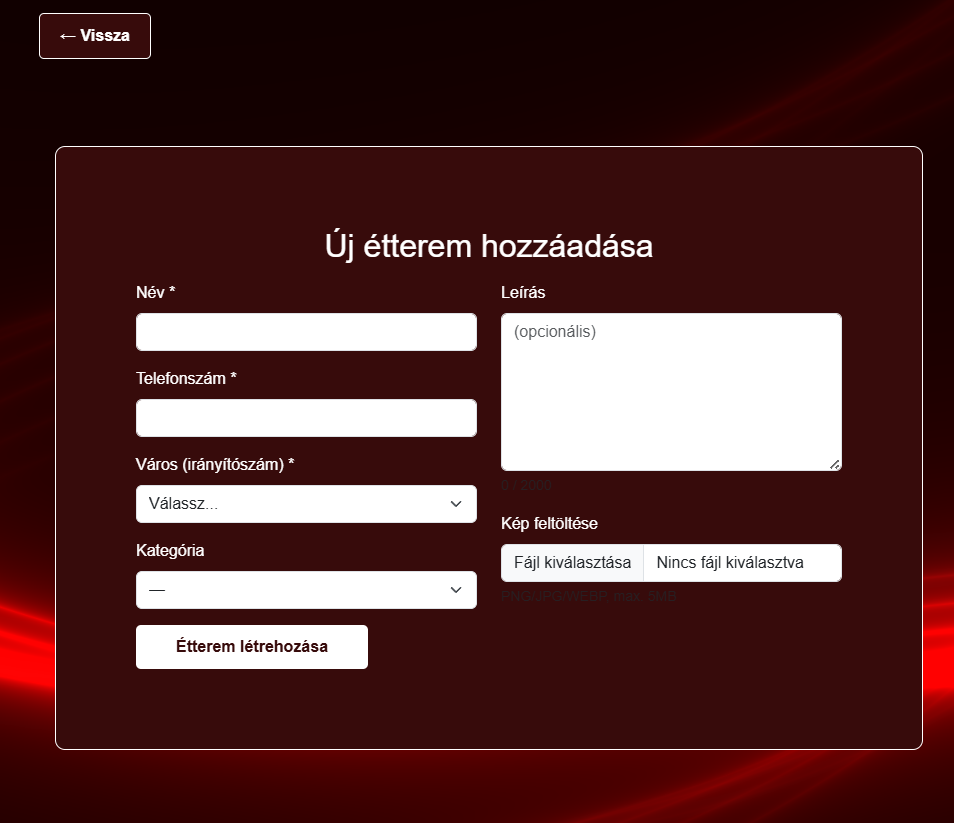 ← Vissza
Új étterem hozzáadása
Név *
Telefonszám *
Város (irányítószám) *
Válassz...
Kategória
—
Étterem létrehozása
Leírás
(opcionális)
0 / 2000
Kép feltöltése
Fájl kiválasztása Nincs fájl kiválasztva
PNG/JPG/WEBP, max. 5MB